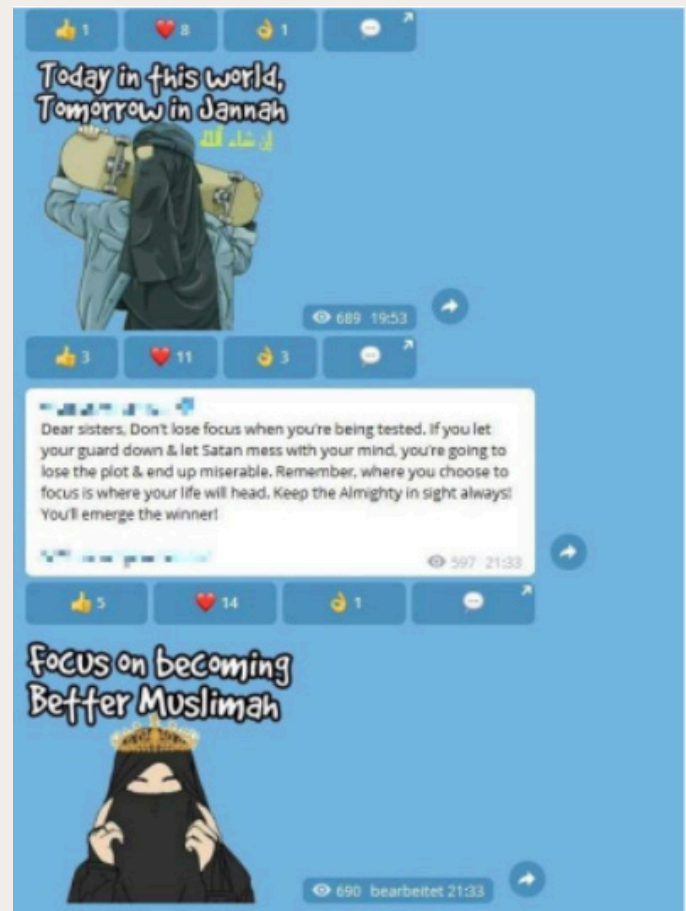 1 8 1
Today in this world,
Tomorrow in Jannah
إن شاء الله
689 19:53
3 11 3
Dear sisters, Don't lose focus when you're being tested. If you let
your guard down & let Satan mess with your mind, you're going to
lose the plot & end up miserable. Remember, where you choose to
focus is where your life will head. Keep the Almighty in sight always!
You'll emerge the winner!
597 21:33
5 14 1
Focus on becoming
Better Muslimah
690 bearbeitet 21:33